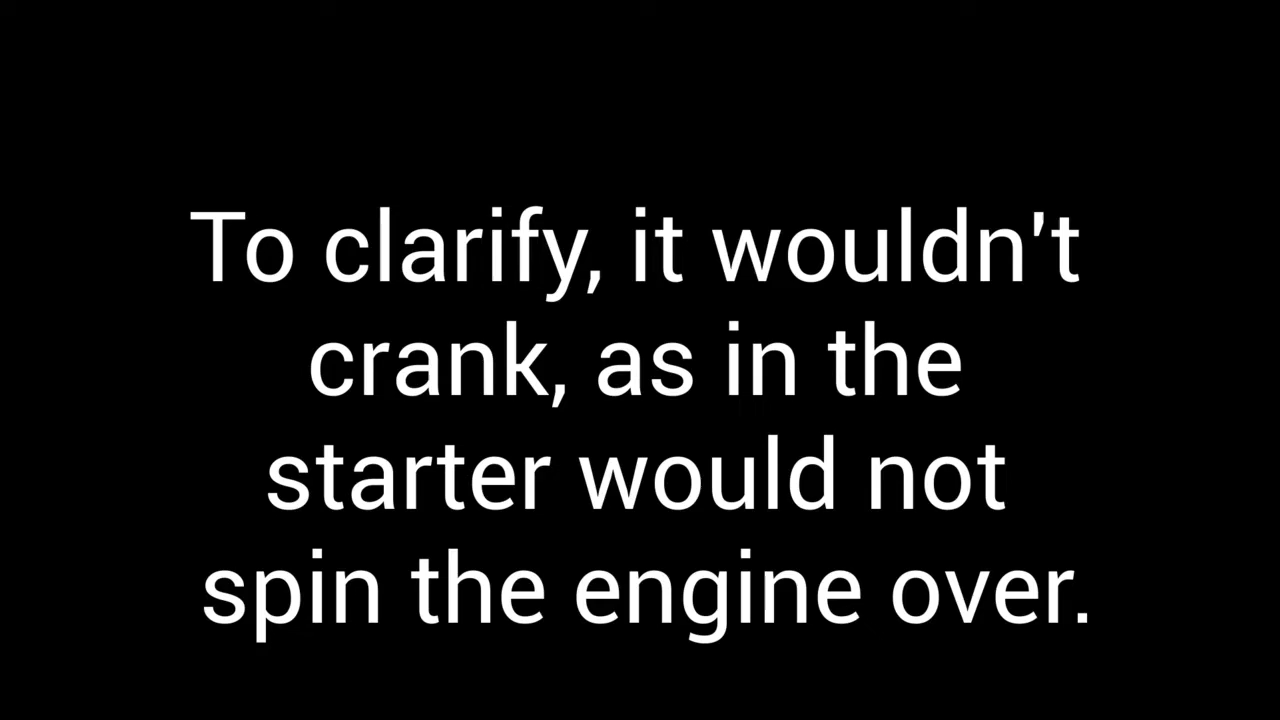 To clarify, it wouldn't
crank, as in the
starter would not
spin the engine over.